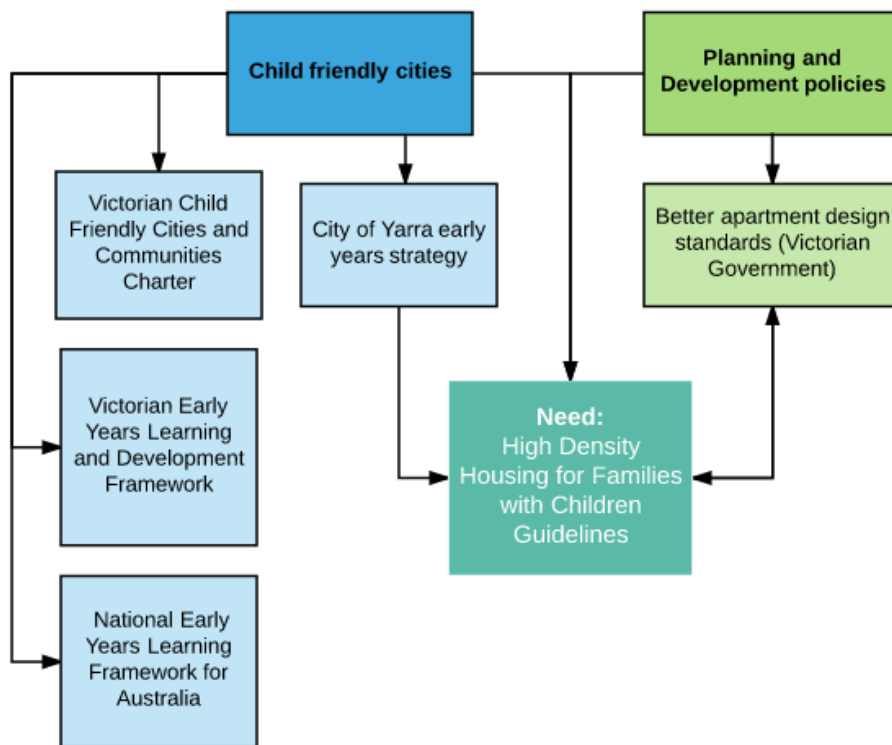 Child friendly cities
Planning and
Development policies
Victorian Child
Friendly Cities and
Communities
Charter
City of Yarra early
years strategy
Better apartment design
standards (Victorian
Government)
Victorian Early
Years Learning
and Development
Framework
Need:
High Density
Housing for Families
with Children
Guidelines
National Early
Years Learning
Framework for
Australia